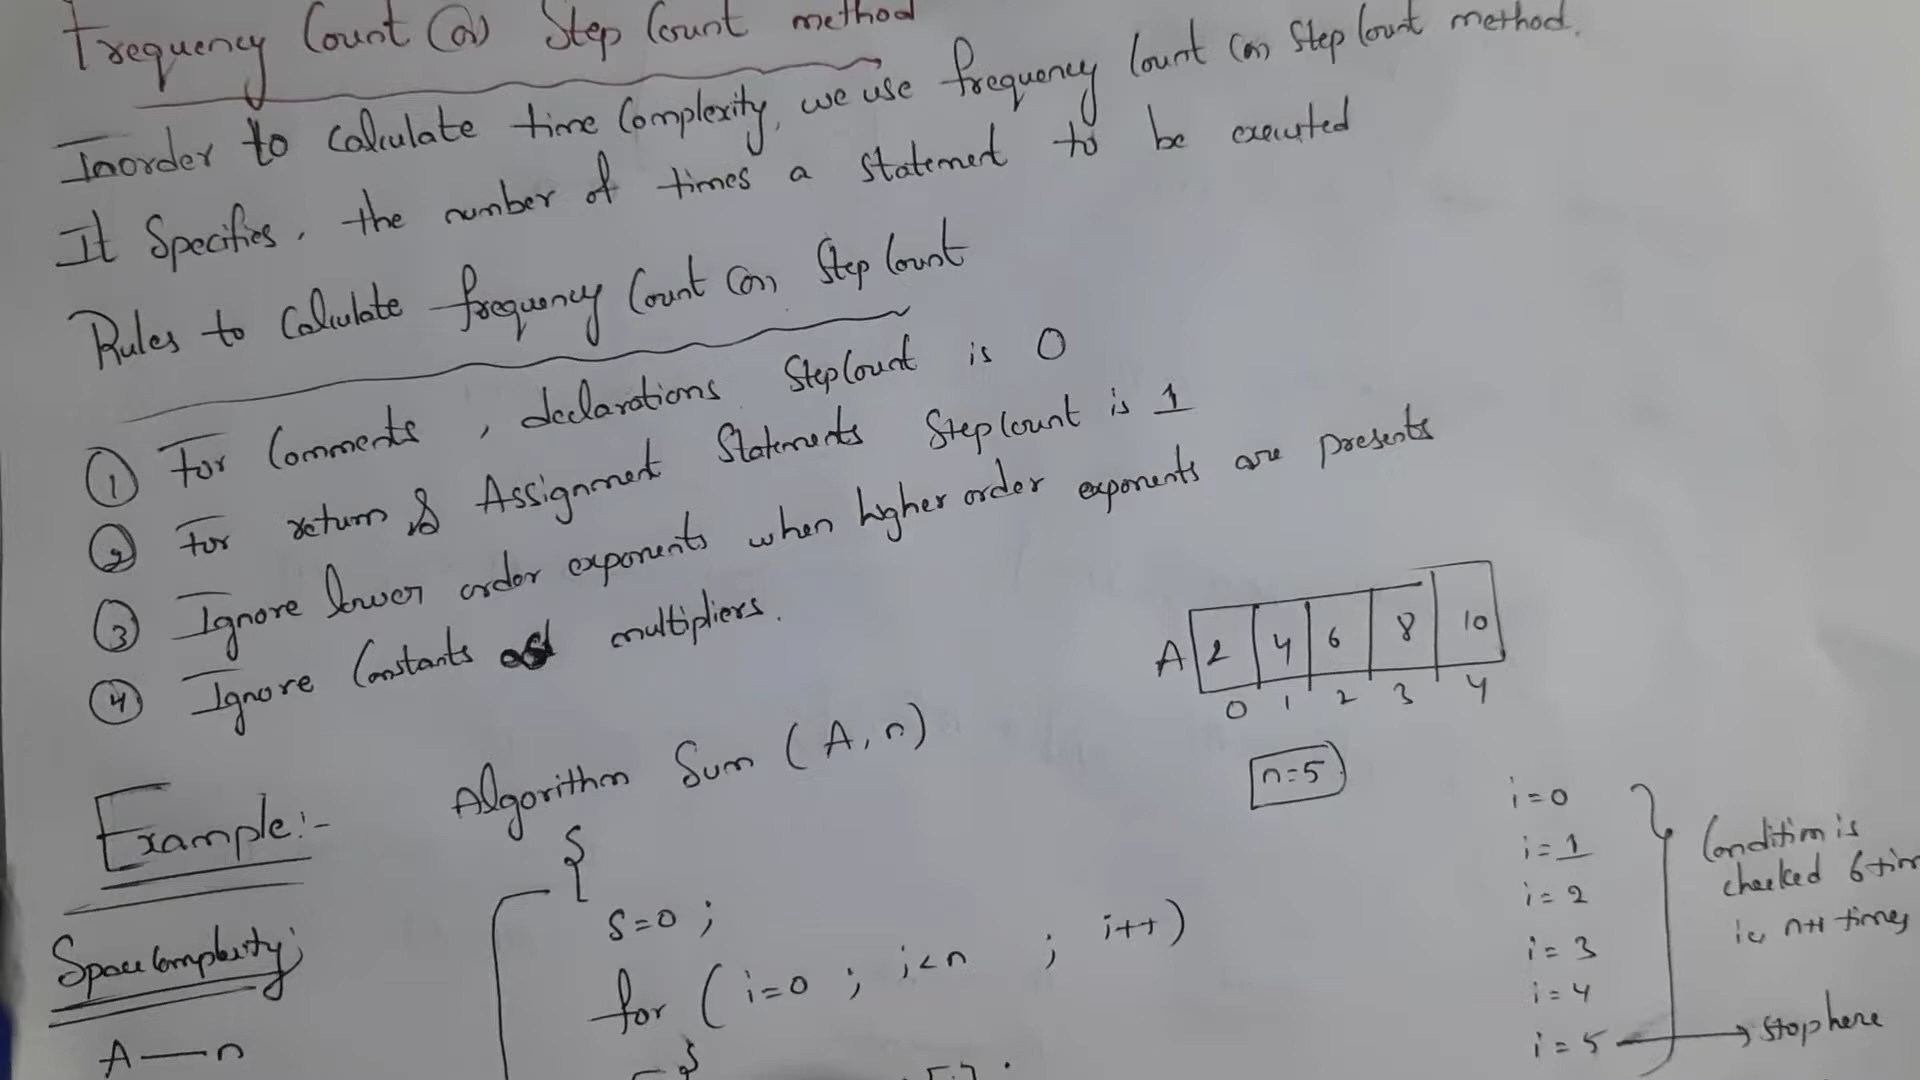 Frequency Count (or) Step Count method
Inorder to Calculate time Complexity, we use frequency Count (or) Step Count method.
It Specifies, the number of times a statement to be executed
Rules to Calculate frequency Count (or) Step Count
① For Comments, declarations Step Count is 0
② For return & Assignment Statements Step Count is 1
③ Ignore lower order exponents when higher order exponents are presents
④ Ignore Constants multipliers.
A 2 4 6 8 10
0 1 2 3 4
n=5
Example:-
Algorithm Sum (A, n)
{
S=0 ;
for ( i=0 ; i<n ; i++)
{
Space Complexity;
A — n
i=0
i=1
i=2
i=3
i=4
i=5 → stop here
Condition is
checked 6 tim
ie n+1 times